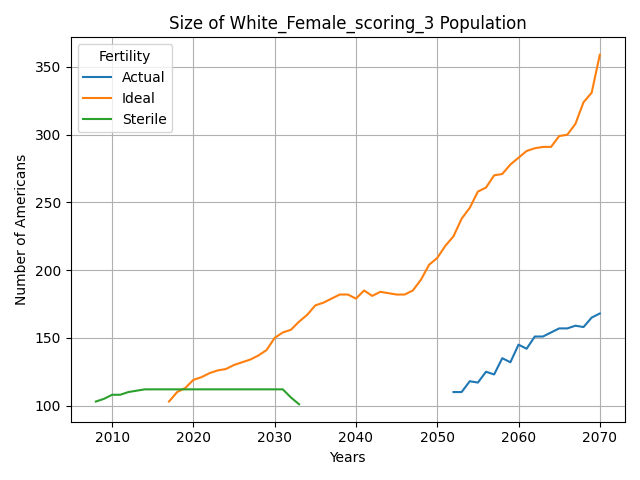 Size of White_Female_scoring_3 Population
Fertility
Actual
Ideal
Sterile
Number of Americans
350
300
250
200
150
100
2010 2020 2030 2040 2050 2060 2070
Years